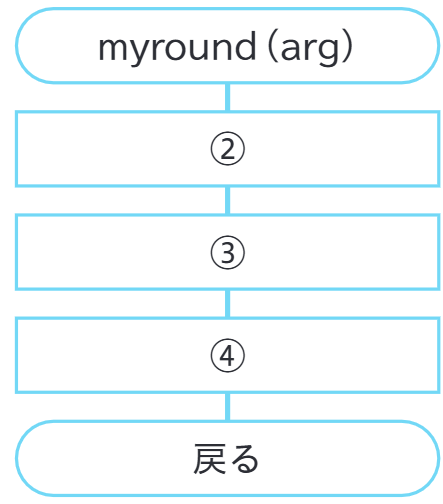 myround（arg）
②
③
④
戻る